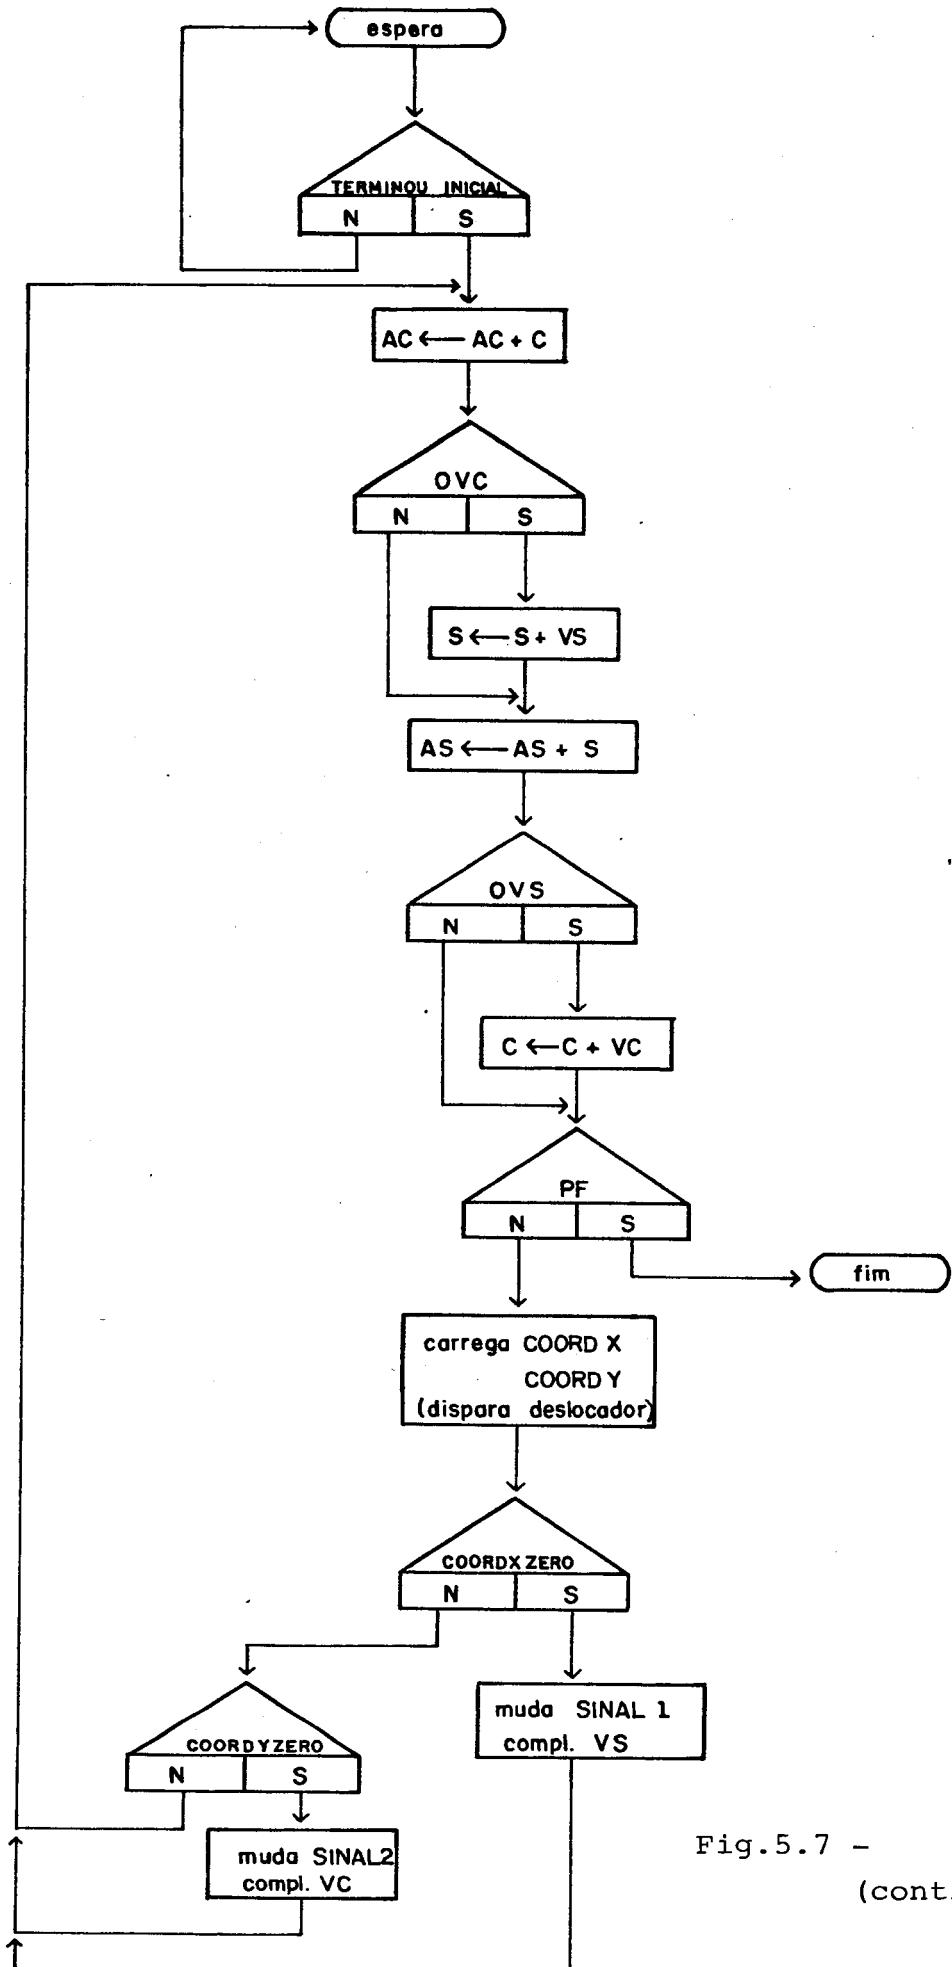 espera
TERMINOU INICIAL
N S
AC ← AC + C
OVC
N S
S ← S + VS
AS ← AS + S
OVS
N S
C ← C + VC
PF
N S
fim
carrega COORD X
COORD Y
(dispara deslocador)
COORDX ZERO
N S
muda SINAL 1
compl. VS
COORDYZERO
N S
muda SINAL2
compl. VC
Fig.5.7 -
(cont.